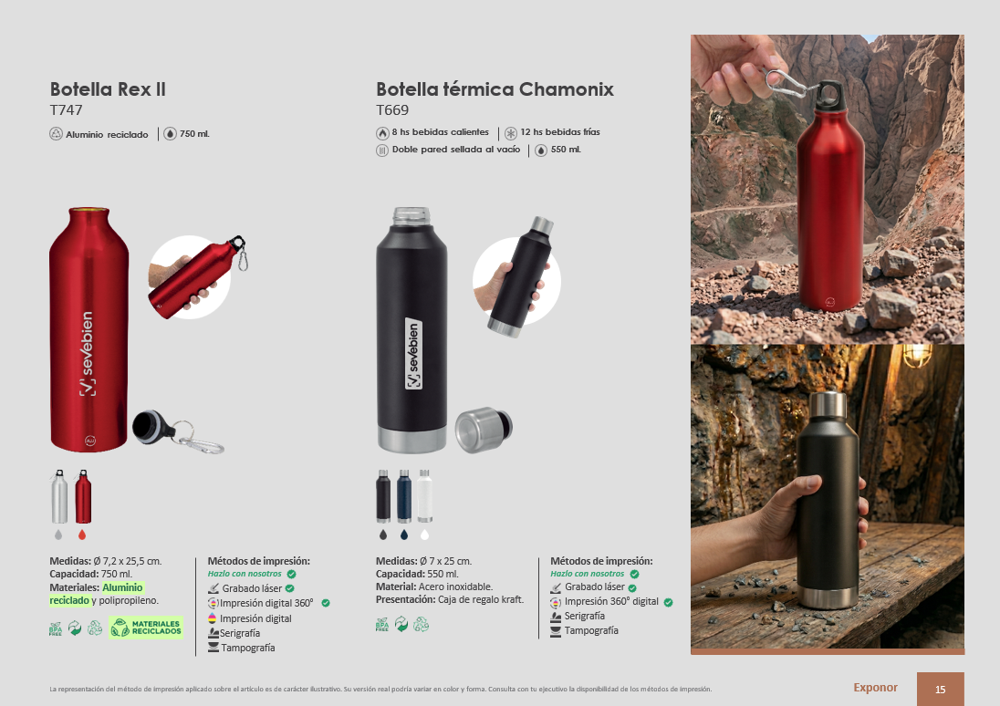 Botella Rex II
T747
Aluminio reciclado | 750 ml.
sevebien
ALU
Medidas: Ø 7,2 x 25,5 cm.
Capacidad: 750 ml.
Materiales: Aluminio
reciclado y polipropileno.
BPA
FREE
MATERIALES
RECICLADOS
Métodos de impresión:
Hazlo con nosotros
Grabado láser
Impresión digital 360°
Impresión digital
Serigrafía
Tampografía
Botella térmica Chamonix
T669
8 hs bebidas calientes | 12 hs bebidas frías
Doble pared sellada al vacío | 550 ml.
sevebien
Medidas: Ø 7 x 25 cm.
Capacidad: 550 ml.
Material: Acero inoxidable.
Presentación: Caja de regalo kraft.
BPA
FREE
Métodos de impresión:
Hazlo con nosotros
Grabado láser
Impresión 360° digital
Serigrafía
Tampografía
ALU
La representación del método de impresión aplicado sobre el artículo es de carácter ilustrativo. Su versión real podría variar en color y forma. Consulta con tu ejecutivo la disponibilidad de los métodos de impresión.
Exponor
15